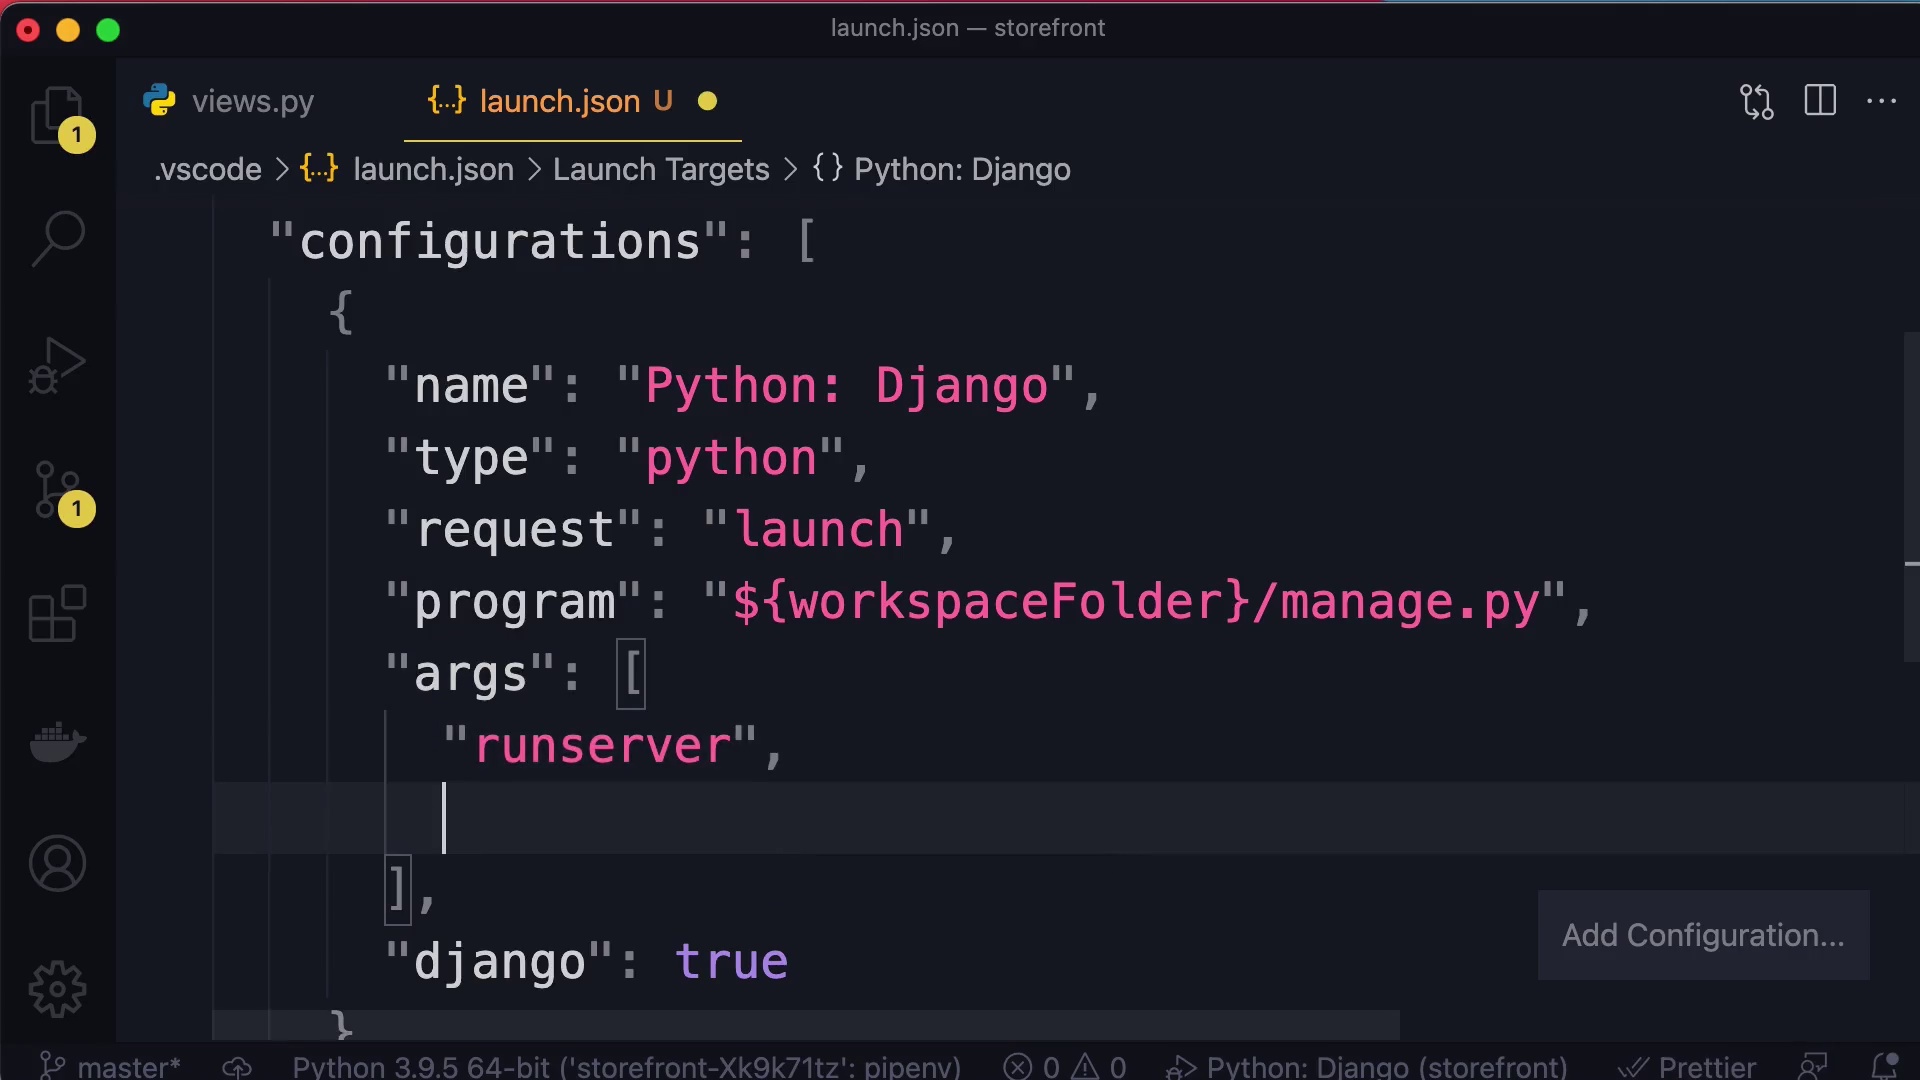 launch.json — storefront
views.py
{...} launch.json U
1
.vscode > {...} launch.json > Launch Targets > {} Python: Django
"configurations": [
{
"name": "Python: Django",
"type": "python",
"request": "launch",
1
"program": "${workspaceFolder}/manage.py",
"args": [
"runserver",
],
Add Configuration...
"django": true
}
master* Python 3.9.5 64-bit ('storefront-Xk9k71tz': pipenv) 0 0 Python: Django (storefront) Prettier